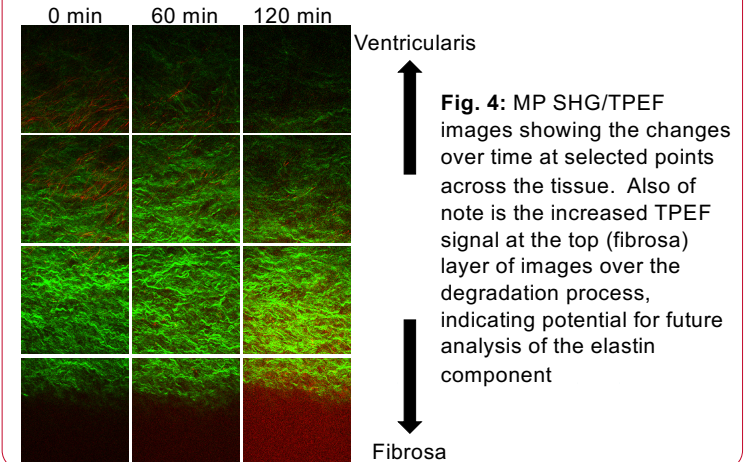 0 min 60 min 120 min
Ventricularis
Fig. 4: MP SHG/TPEF
images showing the changes
over time at selected points
across the tissue. Also of
note is the increased TPEF
signal at the top (fibrosa)
layer of images over the
degradation process,
indicating potential for future
analysis of the elastin
component
Fibrosa